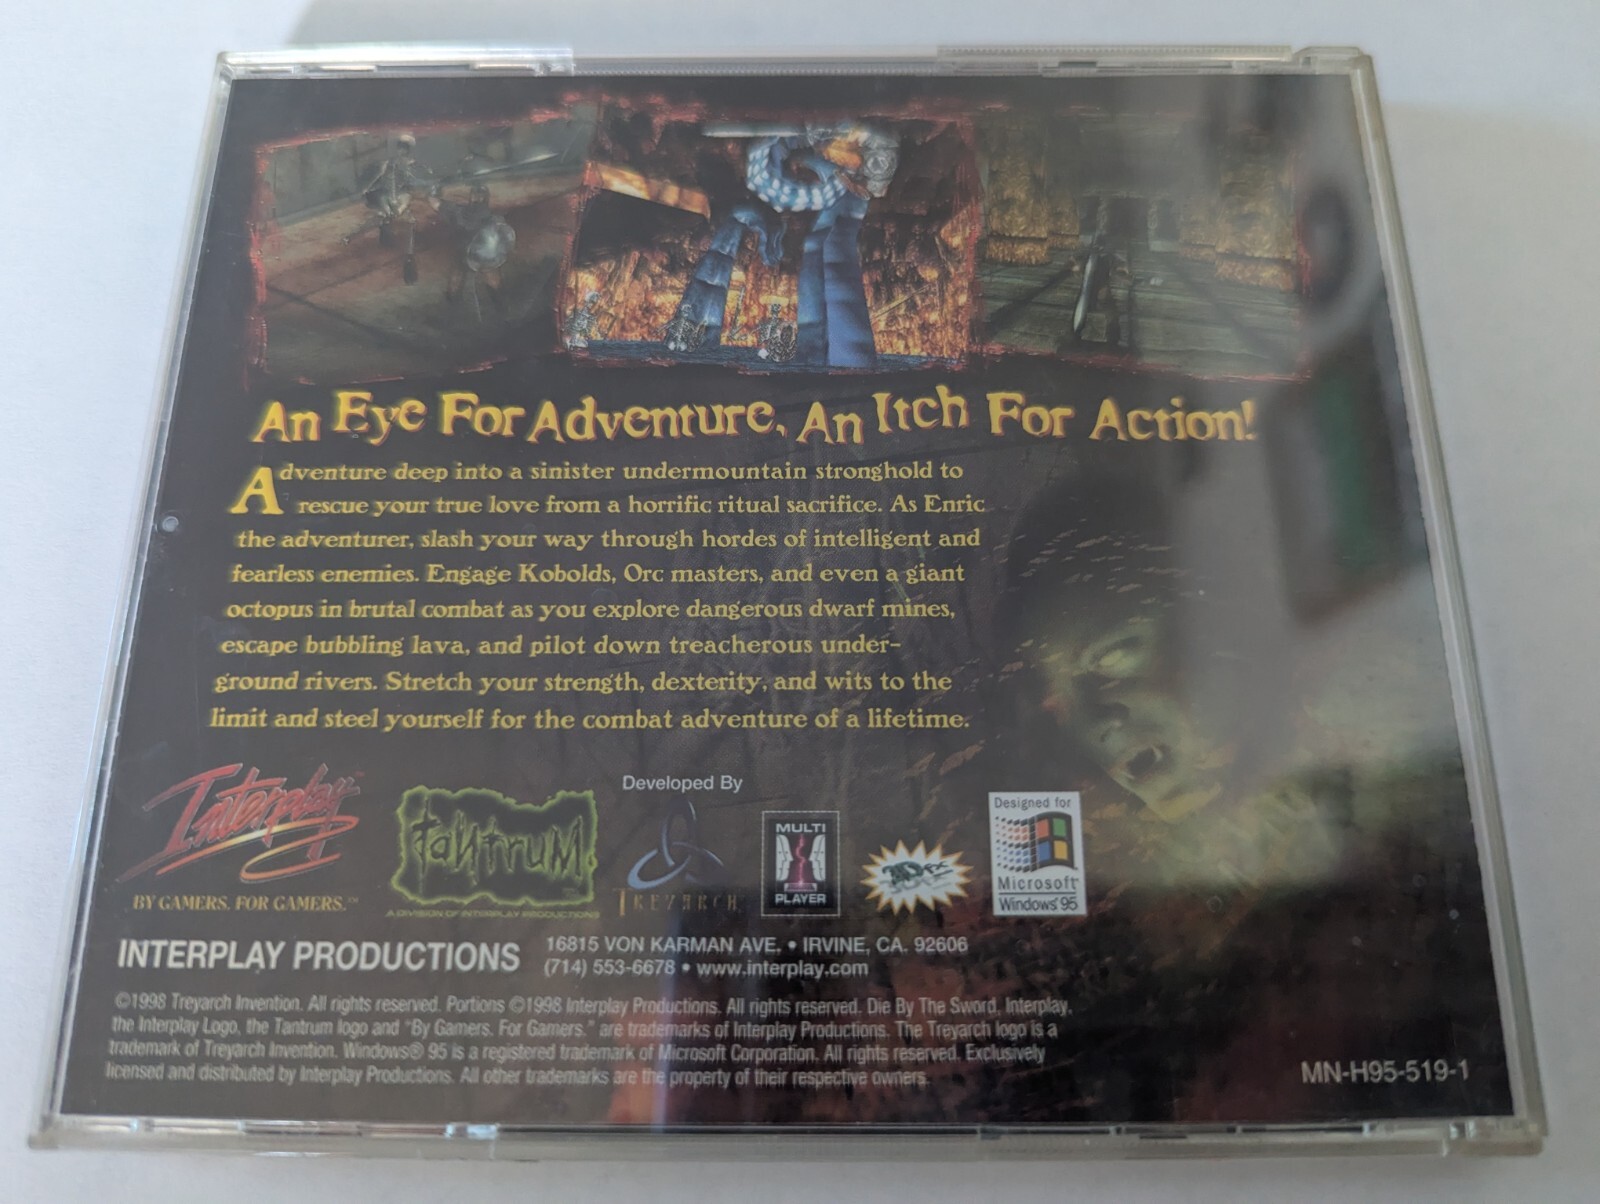 An Eye For Adventure, An Itch For Action!
Adventure deep into a sinister undermountain stronghold to
rescue your true love from a horrific ritual sacrifice. As Enric
the adventurer, slash your way through hordes of intelligent and
fearless enemies. Engage Kobolds, Orc masters, and even a giant
octopus in brutal combat as you explore dangerous dwarf mines,
escape bubbling lava, and pilot down treacherous under-
ground rivers. Stretch your strength, dexterity, and wits to the
limit and steel yourself for the combat adventure of a lifetime.
Interplay™
BY GAMERS. FOR GAMERS.™
tantrum
A DIVISION OF INTERPLAY PRODUCTIONS
Developed By
TREYARCH
MULTI
PLAYER
3Dfx
Designed for
Microsoft®
Windows®95
INTERPLAY PRODUCTIONS
16815 VON KARMAN AVE. • IRVINE, CA. 92606
(714) 553-6678 • www.interplay.com
©1998 Treyarch Invention. All rights reserved. Portions ©1998 Interplay Productions. All rights reserved. Die By The Sword, Interplay,
the Interplay Logo, the Tantrum logo and "By Gamers. For Gamers." are trademarks of Interplay Productions. The Treyarch logo is a
trademark of Treyarch Invention. Windows® 95 is a registered trademark of Microsoft Corporation. All rights reserved. Exclusively
licensed and distributed by Interplay Productions. All other trademarks are the property of their respective owners.
MN-H95-519-1